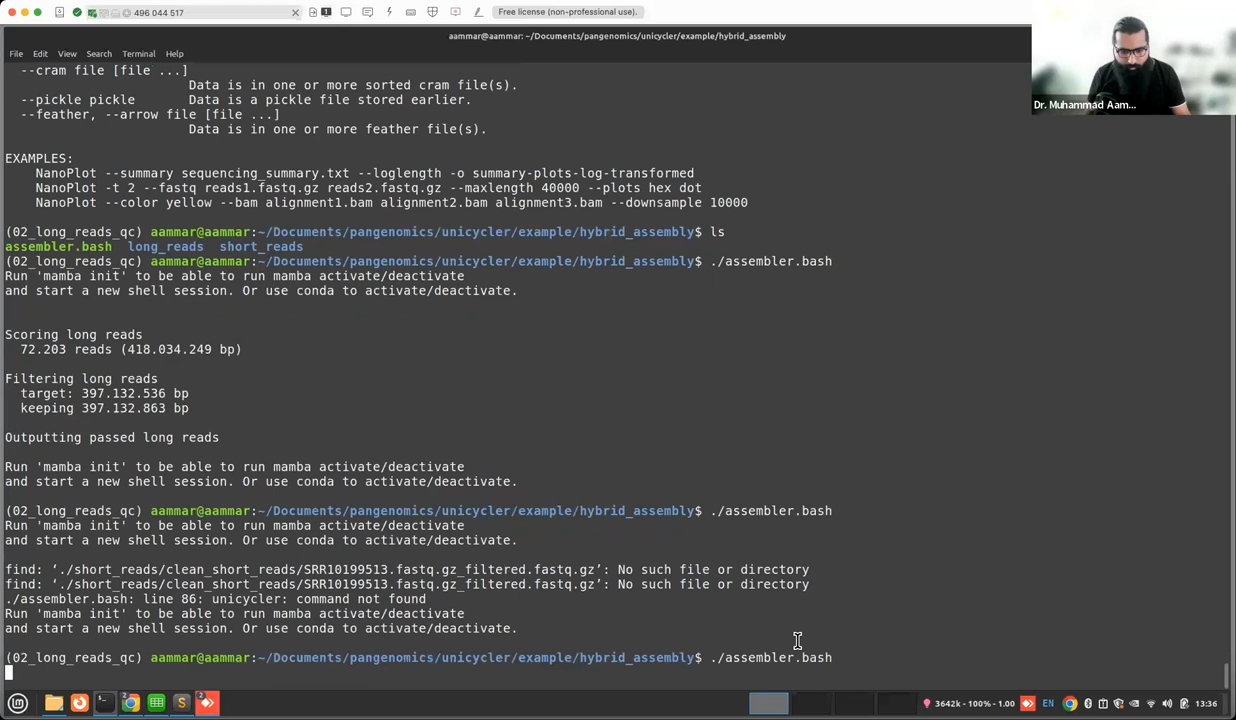 496 044 517
Free license (non-professional use).
aammar@aammar: ~/Documents/pangenomics/unicycler/example/hybrid_assembly
File Edit View Search Terminal Help
--cram file [file ...]
Data is in one or more sorted cram file(s).
--pickle pickle Data is a pickle file stored earlier.
--feather, --arrow file [file ...]
Data is in one or more feather file(s).
EXAMPLES:
NanoPlot --summary sequencing_summary.txt --loglength -o summary-plots-log-transformed
NanoPlot -t 2 --fastq reads1.fastq.gz reads2.fastq.gz --maxlength 40000 --plots hex dot
NanoPlot --color yellow --bam alignment1.bam alignment2.bam alignment3.bam --downsample 10000
(02_long_reads_qc) aammar@aammar:~/Documents/pangenomics/unicycler/example/hybrid_assembly$ ls
assembler.bash long_reads short_reads
(02_long_reads_qc) aammar@aammar:~/Documents/pangenomics/unicycler/example/hybrid_assembly$ ./assembler.bash
Run 'mamba init' to be able to run mamba activate/deactivate
and start a new shell session. Or use conda to activate/deactivate.
Scoring long reads
72.203 reads (418.034.249 bp)
Filtering long reads
target: 397.132.536 bp
keeping 397.132.863 bp
Outputting passed long reads
Run 'mamba init' to be able to run mamba activate/deactivate
and start a new shell session. Or use conda to activate/deactivate.
(02_long_reads_qc) aammar@aammar:~/Documents/pangenomics/unicycler/example/hybrid_assembly$ ./assembler.bash
Run 'mamba init' to be able to run mamba activate/deactivate
and start a new shell session. Or use conda to activate/deactivate.
find: ‘./short_reads/clean_short_reads/SRR10199513.fastq.gz_filtered.fastq.gz’: No such file or directory
find: ‘./short_reads/clean_short_reads/SRR10199513.fastq.gz_filtered.fastq.gz’: No such file or directory
./assembler.bash: line 86: unicycler: command not found
Run 'mamba init' to be able to run mamba activate/deactivate
and start a new shell session. Or use conda to activate/deactivate.
(02_long_reads_qc) aammar@aammar:~/Documents/pangenomics/unicycler/example/hybrid_assembly$ ./assembler.bash
Dr. Muhammad Aam...
3642k - 100% - 1.00 EN 13:36